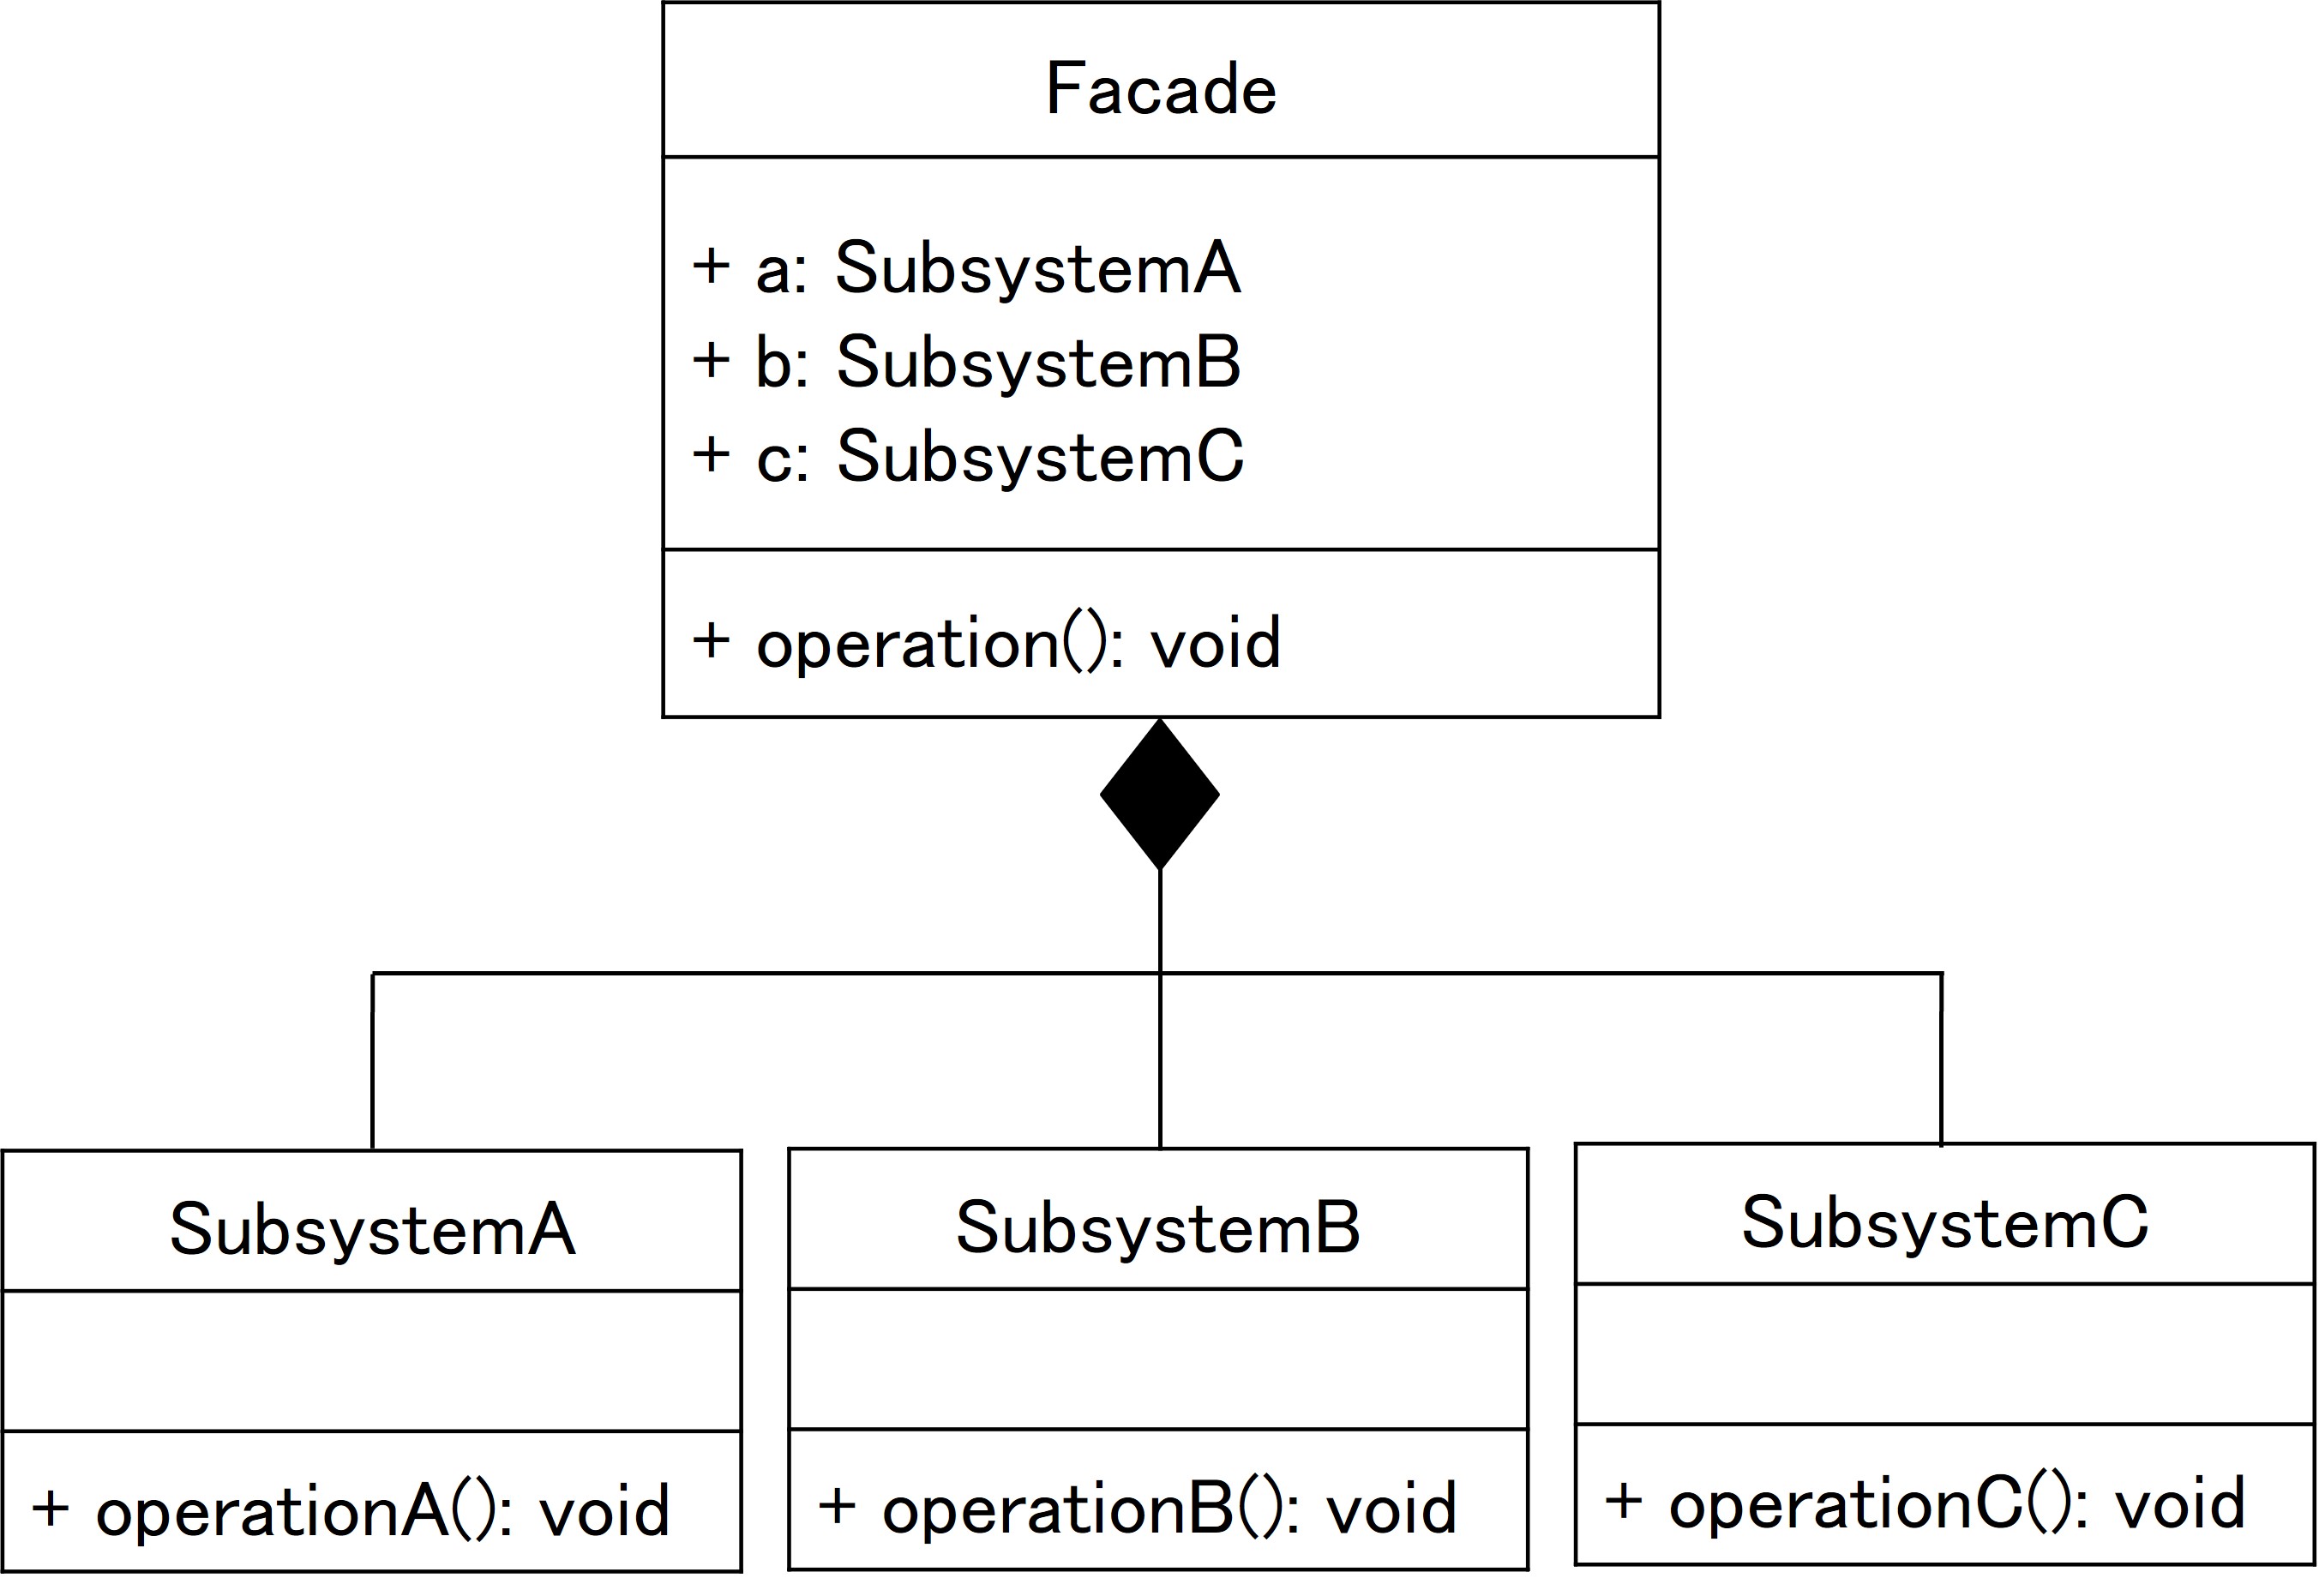 Facade
+ a: SubsystemA
+ b: SubsystemB
+ c: SubsystemC
+ operation(): void
SubsystemA
+ operationA(): void
SubsystemB
+ operationB(): void
SubsystemC
+ operationC(): void